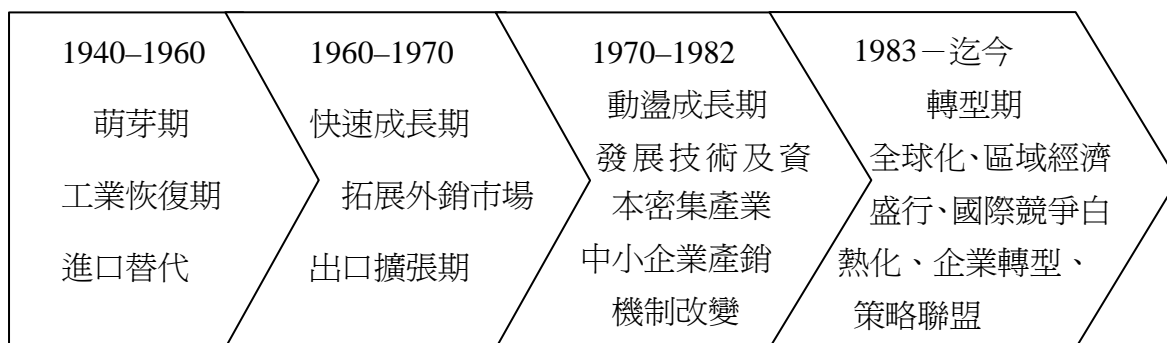 1940–1960
萌芽期
工業恢復期
進口替代
1960–1970
快速成長期
拓展外銷市場
出口擴張期
1970–1982
動盪成長期
發展技術及資
本密集產業
中小企業產銷
機制改變
1983－迄今
轉型期
全球化、區域經濟
盛行、國際競爭白
熱化、企業轉型、
策略聯盟